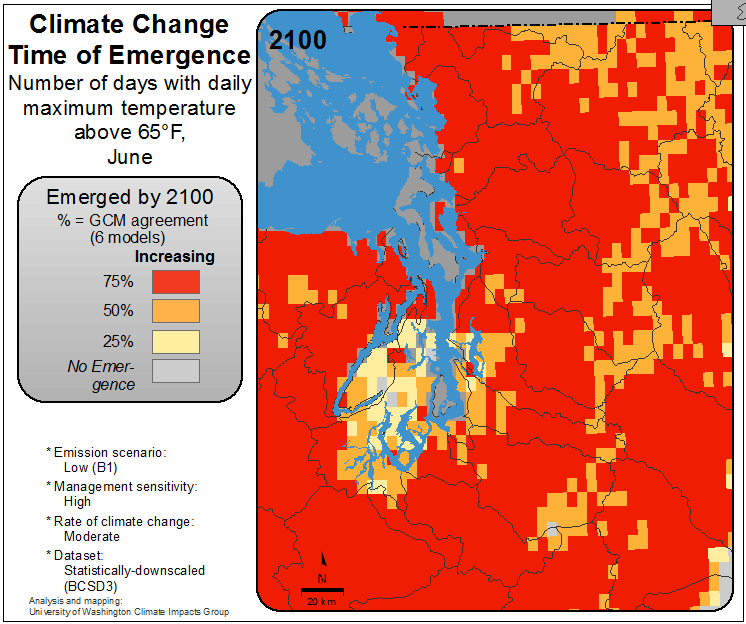 Climate Change
Time of Emergence
Number of days with daily
maximum temperature
above 65°F,
June
2100
Emerged by 2100
% = GCM agreement
(6 models)
Increasing
75%
50%
25%
No Emer-
gence
* Emission scenario:
Low (B1)
* Management sensitivity:
High
* Rate of climate change:
Moderate
* Dataset:
Statistically-downscaled
(BCSD3)
Analysis and mapping:
University of Washington Climate Impacts Group
N
20 km